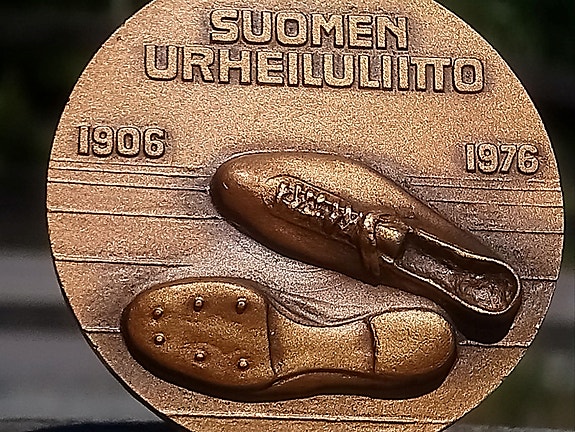 SUOMEN
URHEILULIITTO
1906
1976